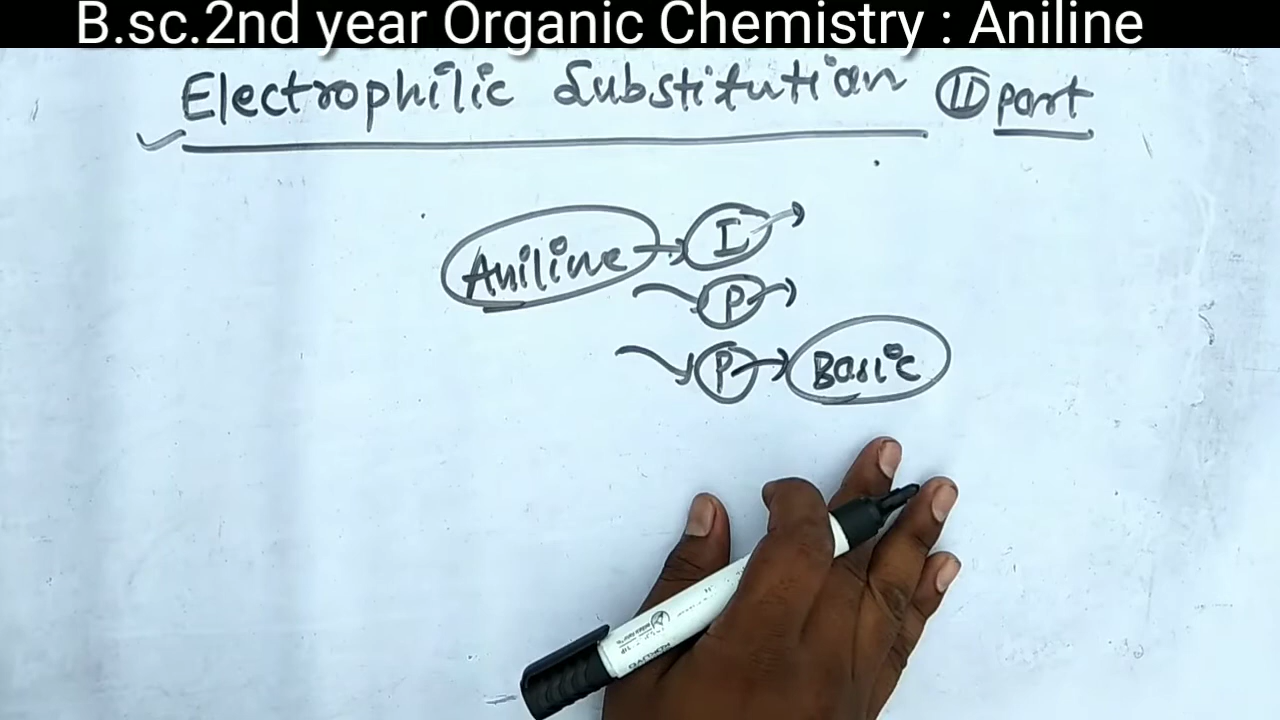 B.sc.2nd year Organic Chemistry : Aniline
Electrophilic Substitution II part
Aniline → I →
P →
P → Basic